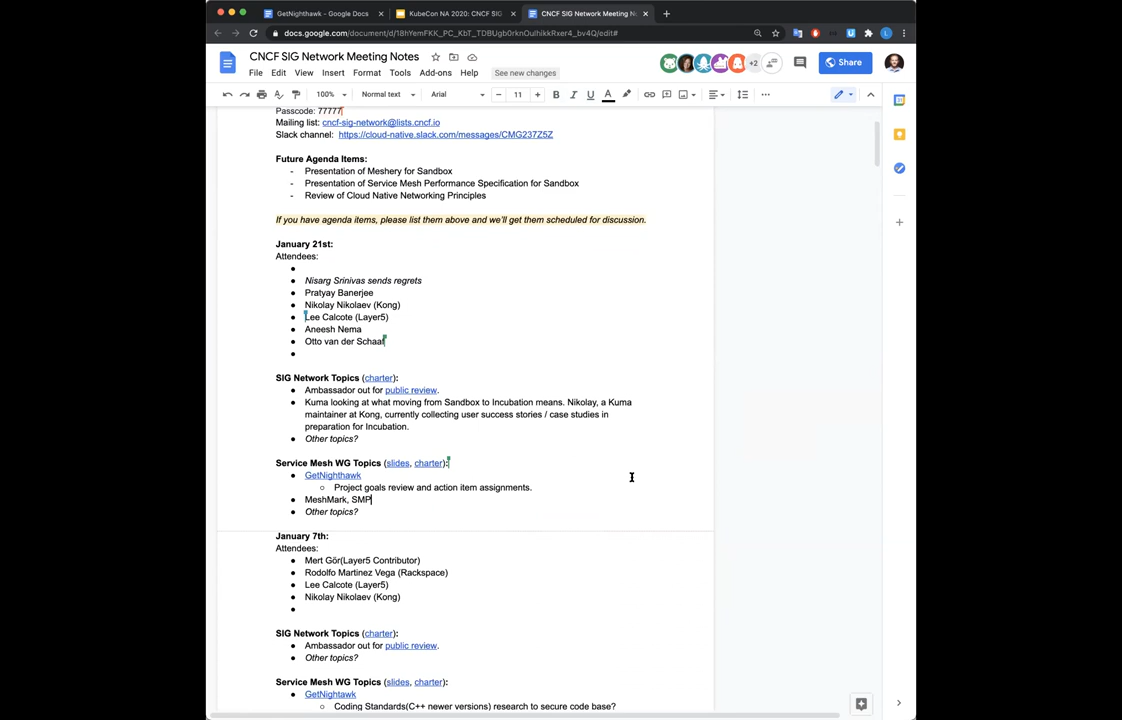 GetNighthawk - Google Docs
KubeCon NA 2020: CNCF SIG
CNCF SIG Network Meeting N
docs.google.com/document/d/18hYemFKK_PC_KbT_TDBUgb0rknOulhikkRxer4_bv4Q/edit#
CNCF SIG Network Meeting Notes
File Edit View Insert Format Tools Add-ons Help See new changes
+2
Share
100% Normal text Arial 11
Passcode: 77777
Mailing list: cncf-sig-network@lists.cncf.io
Slack channel: https://cloud-native.slack.com/messages/CMG237Z5Z
Future Agenda Items:
- Presentation of Meshery for Sandbox
- Presentation of Service Mesh Performance Specification for Sandbox
- Review of Cloud Native Networking Principles
If you have agenda items, please list them above and we'll get them scheduled for discussion.
January 21st:
Attendees:
Nisarg Srinivas sends regrets
Pratyay Banerjee
Nikolay Nikolaev (Kong)
Lee Calcote (Layer5)
Aneesh Nema
Otto van der Schaaf
SIG Network Topics (charter):
Ambassador out for public review.
Kuma looking at what moving from Sandbox to Incubation means. Nikolay, a Kuma
maintainer at Kong, currently collecting user success stories / case studies in
preparation for Incubation.
Other topics?
Service Mesh WG Topics (slides, charter):
GetNighthawk
Project goals review and action item assignments.
MeshMark, SMP
Other topics?
January 7th:
Attendees:
Mert Gör(Layer5 Contributor)
Rodolfo Martinez Vega (Rackspace)
Lee Calcote (Layer5)
Nikolay Nikolaev (Kong)
SIG Network Topics (charter):
Ambassador out for public review.
Other topics?
Service Mesh WG Topics (slides, charter):
GetNightawk
Coding Standards(C++ newer versions) research to secure code base?